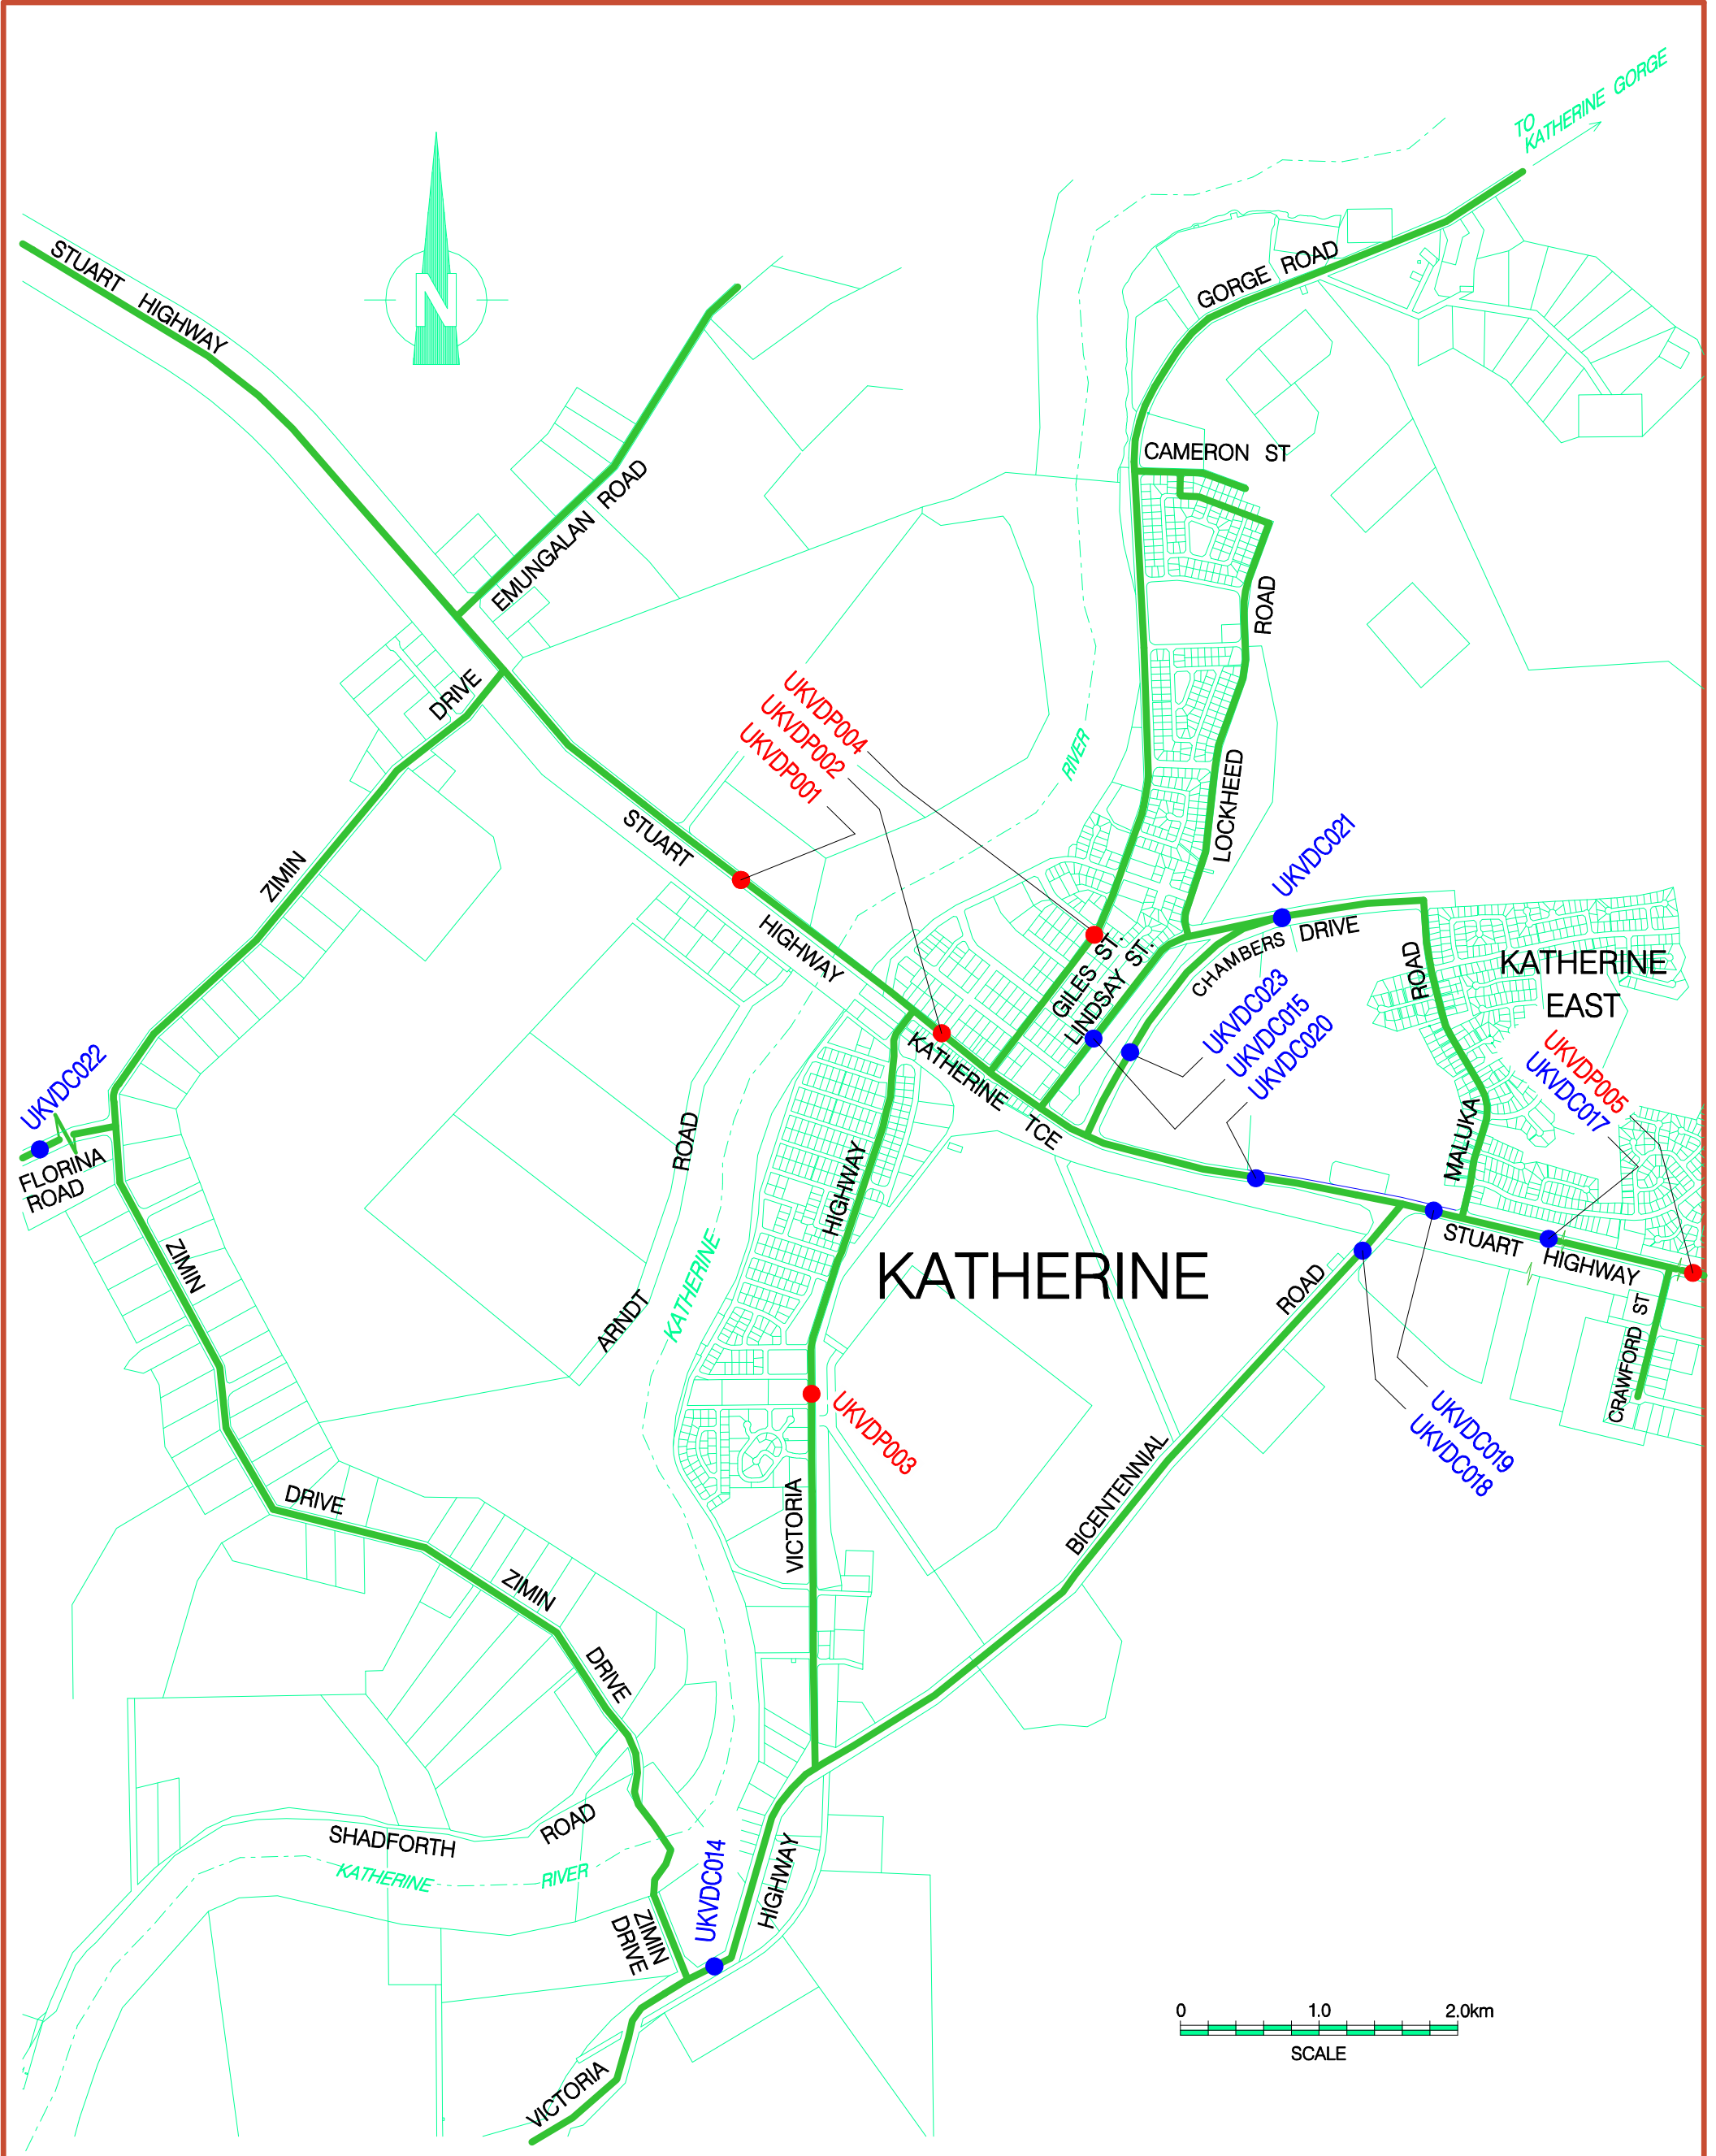 TO
KATHERINE GORGE
STUART HIGHWAY
N
GORGE ROAD
CAMERON ST
EMUNGALAN ROAD
ROAD
DRIVE
UKVDP004
UKVDP002
UKVDP001
RIVER
STUART
LOCKHEED
ZIMIN
UKVDC021
HIGHWAY
GILES ST.
LINDSAY ST.
CHAMBERS DRIVE
ROAD
KATHERINE
EAST
UKVDC023
UKVDC015
UKVDC020
UKVDP005
UKVDC017
KATHERINE TCE
UKVDC022
FLORINA
ROAD
ROAD
MALUKA
HIGHWAY
ZIMIN
KATHERINE
KATHERINE
STUART HIGHWAY
ARNDT
ROAD
CRAWFORD ST
UKVDP003
UKVDC019
UKVDC018
DRIVE
VICTORIA
BICENTENNIAL
ZIMIN
DRIVE
SHADFORTH ROAD
KATHERINE RIVER
UKVDC014
HIGHWAY
ZIMIN
DRIVE
VICTORIA
0 1.0 2.0km
SCALE